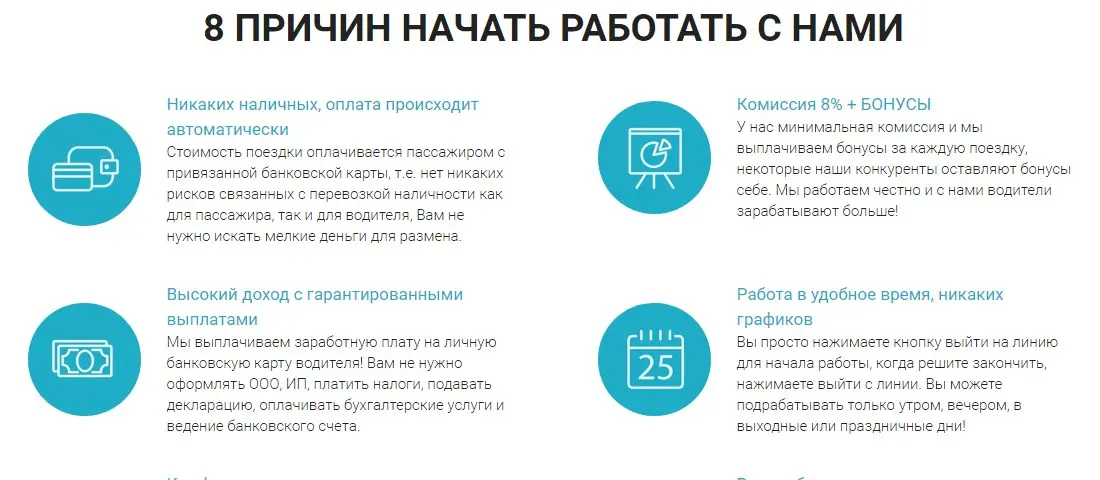 8 ПРИЧИН НАЧАТЬ РАБОТАТЬ С НАМИ
Никаких наличных, оплата происходит
автоматически
Стоимость поездки оплачивается пассажиром с
привязанной банковской карты, т.е. нет никаких
рисков связанных с перевозкой наличности как
для пассажира, так и для водителя, Вам не
нужно искать мелкие деньги для размена.
Комиссия 8% + БОНУСЫ
У нас минимальная комиссия и мы
выплачиваем бонусы за каждую поездку,
некоторые наши конкуренты оставляют бонусы
себе. Мы работаем честно и с нами водители
зарабатывают больше!
Высокий доход с гарантированными
выплатами
Мы выплачиваем заработную плату на личную
банковскую карту водителя! Вам не нужно
оформлять ООО, ИП, платить налоги, подавать
декларацию, оплачивать бухгалтерские услуги и
ведение банковского счета.
25
Работа в удобное время, никаких
графиков
Вы просто нажимаете кнопку выйти на линию
для начала работы, когда решите закончить,
нажимаете выйти с линии. Вы можете
подрабатывать только утром, вечером, в
выходные или праздничные дни!